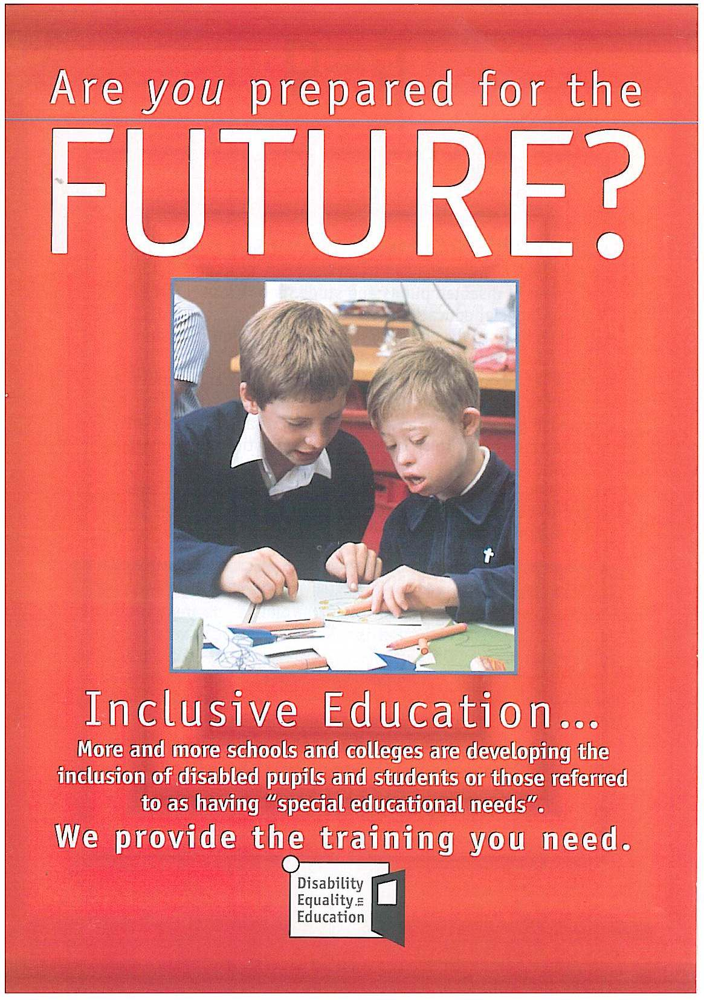 Are you prepared for the
FUTURE?
Inclusive Education...
More and more schools and colleges are developing the
inclusion of disabled pupils and students or those referred
to as having "special educational needs".
We provide the training you need.
Disability
Equality in
Education